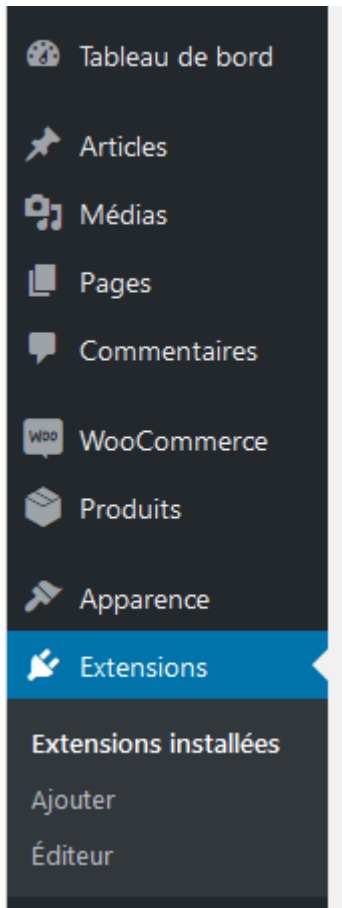 Tableau de bord
Articles
Médias
Pages
Commentaires
Woo WooCommerce
Produits
Apparence
Extensions
Extensions installées
Ajouter
Éditeur